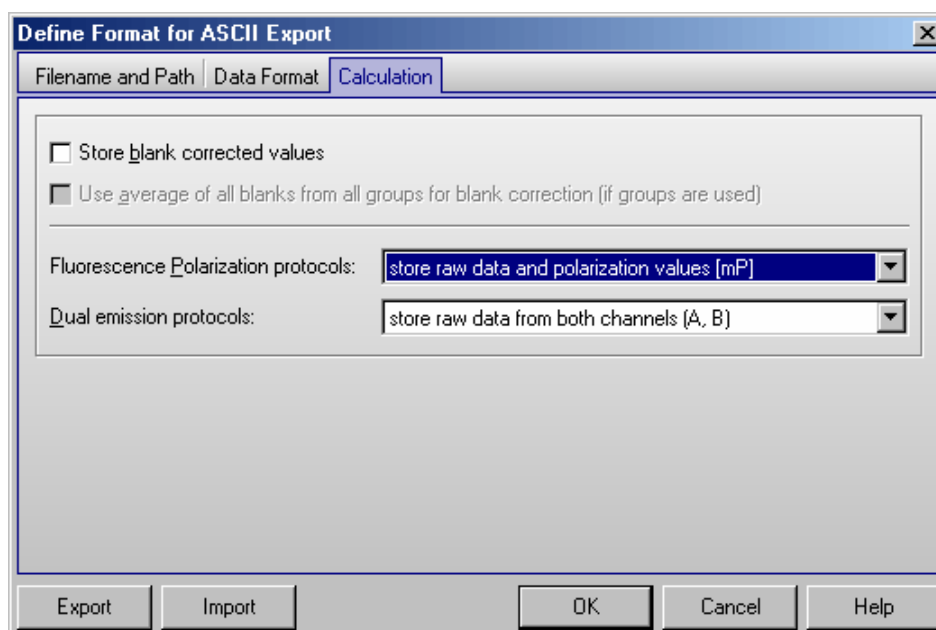 Define Format for ASCII Export
Filename and Path Data Format Calculation
Store blank corrected values
Use average of all blanks from all groups for blank correction (if groups are used)
Fluorescence Polarization protocols: store raw data and polarization values [mP]
Dual emission protocols: store raw data from both channels (A, B)
Export Import OK Cancel Help